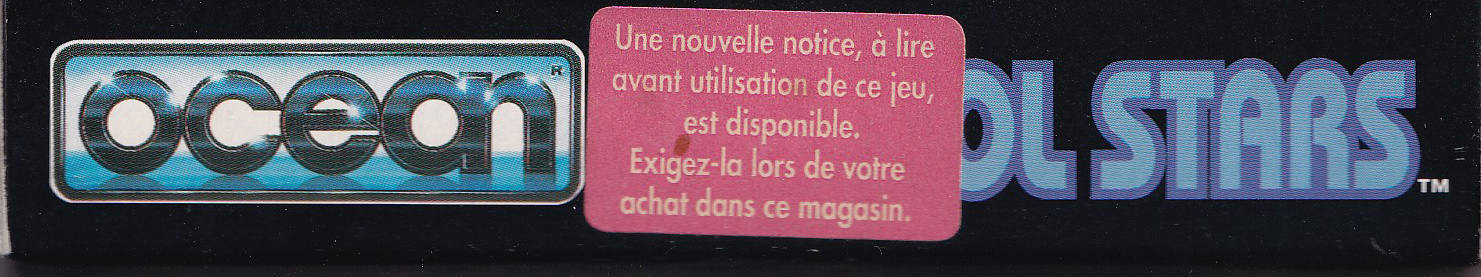 ocean®
Une nouvelle notice, à lire
avant utilisation de ce jeu,
est disponible.
Exigez-la lors de votre
achat dans ce magasin.
OL STARS™